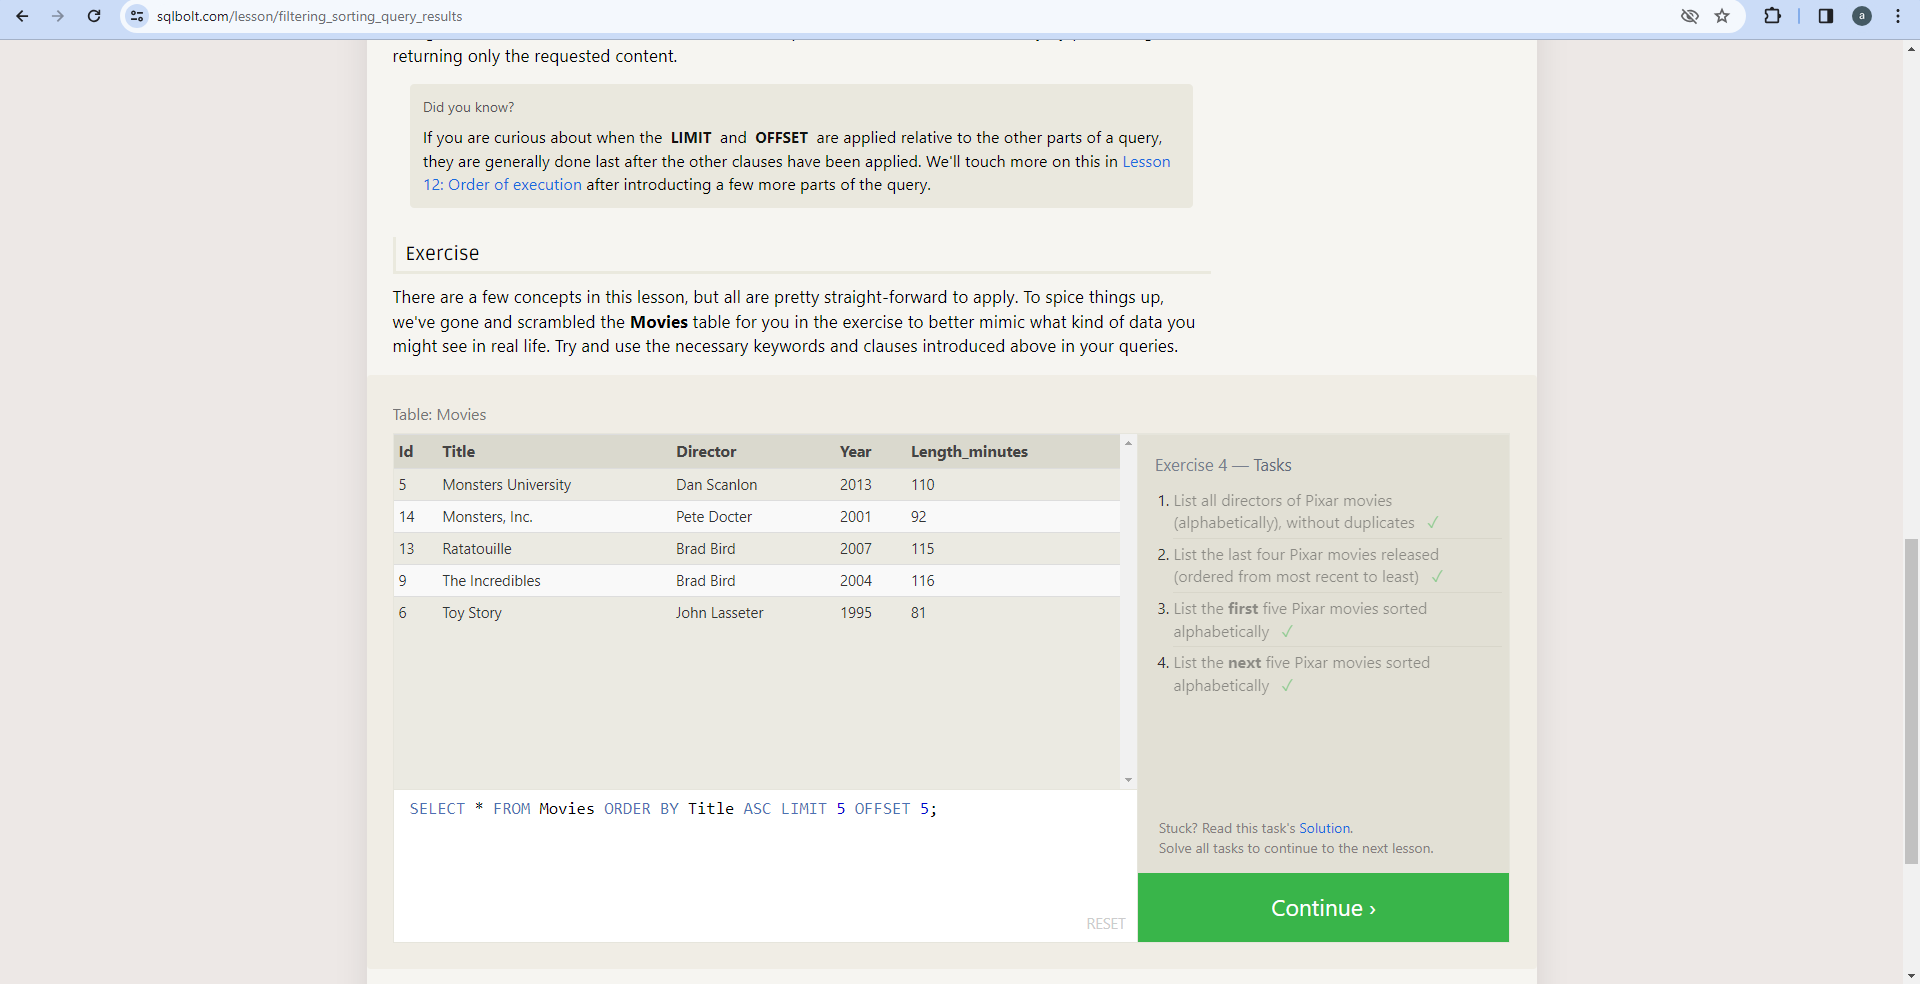 sqlbolt.com/lesson/filtering_sorting_query_results
a
returning only the requested content.
Did you know?
If you are curious about when the LIMIT and OFFSET are applied relative to the other parts of a query,
they are generally done last after the other clauses have been applied. We'll touch more on this in Lesson
12: Order of execution after introducting a few more parts of the query.
Exercise
There are a few concepts in this lesson, but all are pretty straight-forward to apply. To spice things up,
we've gone and scrambled the Movies table for you in the exercise to better mimic what kind of data you
might see in real life. Try and use the necessary keywords and clauses introduced above in your queries.
Table: Movies
Id Title Director Year Length_minutes
5 Monsters University Dan Scanlon 2013 110
14 Monsters, Inc. Pete Docter 2001 92
13 Ratatouille Brad Bird 2007 115
9 The Incredibles Brad Bird 2004 116
6 Toy Story John Lasseter 1995 81
SELECT * FROM Movies ORDER BY Title ASC LIMIT 5 OFFSET 5;
RESET
Exercise 4 — Tasks
1. List all directors of Pixar movies
(alphabetically), without duplicates ✓
2. List the last four Pixar movies released
(ordered from most recent to least) ✓
3. List the first five Pixar movies sorted
alphabetically ✓
4. List the next five Pixar movies sorted
alphabetically ✓
Stuck? Read this task's Solution.
Solve all tasks to continue to the next lesson.
Continue ›